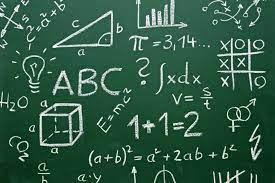 c b a
π = 3,14...
ABC
?
∫xdx
H₂O
a
a
a
E=mc²
v = s/t
1+1=2
(a+b)² = a² + 2ab + b²